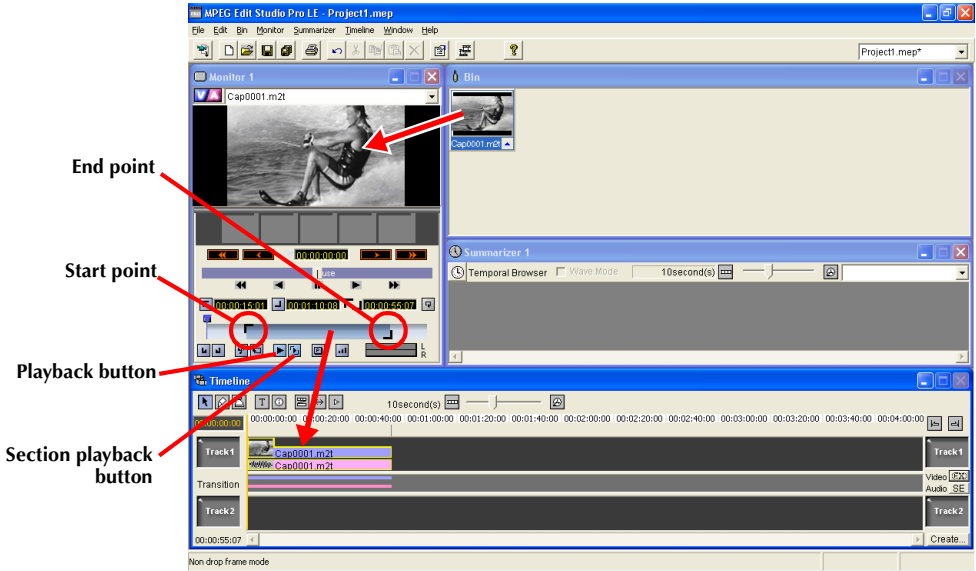 MPEG Edit Studio Pro LE - Project1.mep
File Edit Bin Monitor Summarizer Timeline Window Help
Project1.mep*
Monitor 1
Bin
V A Cap0001.m2t
Cap0001.m2t
End point
00:00:00:00
Summarizer 1
Start point
use
Temporal Browser Wave Mode 10second(s)
00:00:15:01 00:01:10:08 00:00:55:07
L
R
Playback button
Timeline
T
10second(s)
00:00:00:00 00:00:00:00 00:00:20:00 00:00:40:00 00:01:00:00 00:01:20:00 00:01:40:00 00:02:00:00 00:02:20:00 00:02:40:00 00:03:00:00 00:03:20:00 00:03:40:00 00:04:00:00
Section playback
button
Track1 Cap0001.m2t Track1
Cap0001.m2t
Transition
Video FX
Audio SE
Track2 Track2
00:00:55:07 Create...
Non drop frame mode